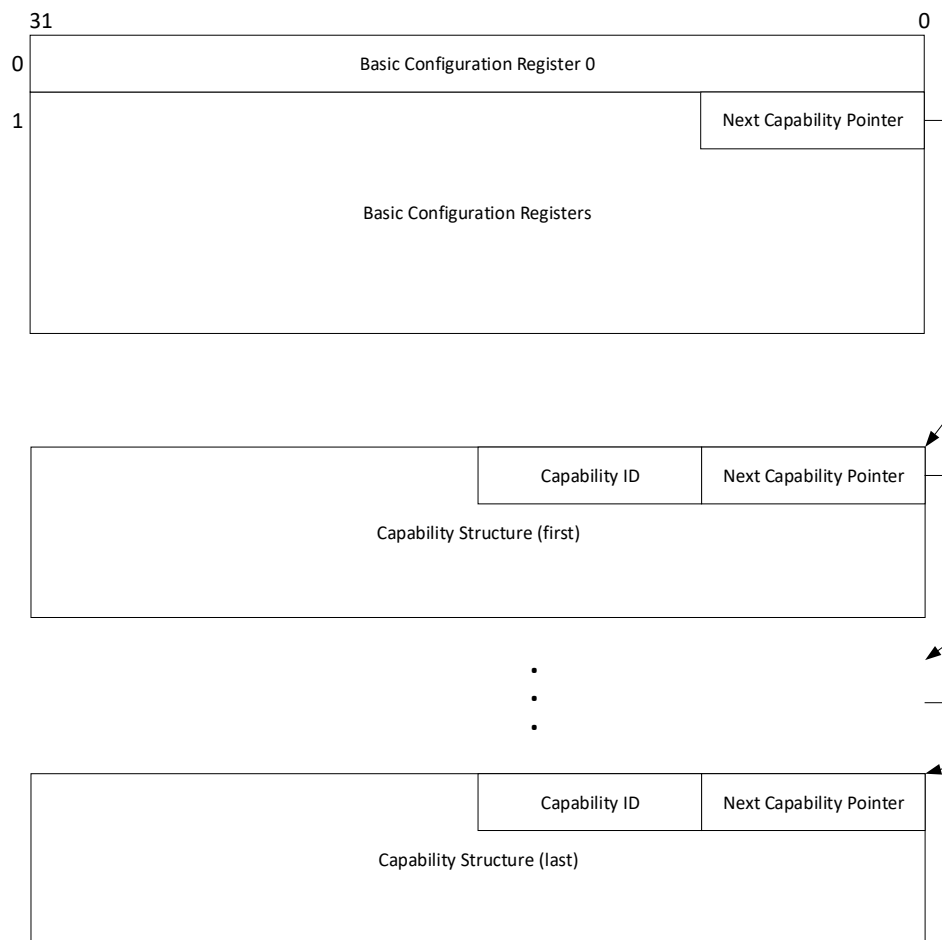 31 0
0 Basic Configuration Register 0
1 Next Capability Pointer
Basic Configuration Registers
Capability ID Next Capability Pointer
Capability Structure (first)
Capability ID Next Capability Pointer
Capability Structure (last)